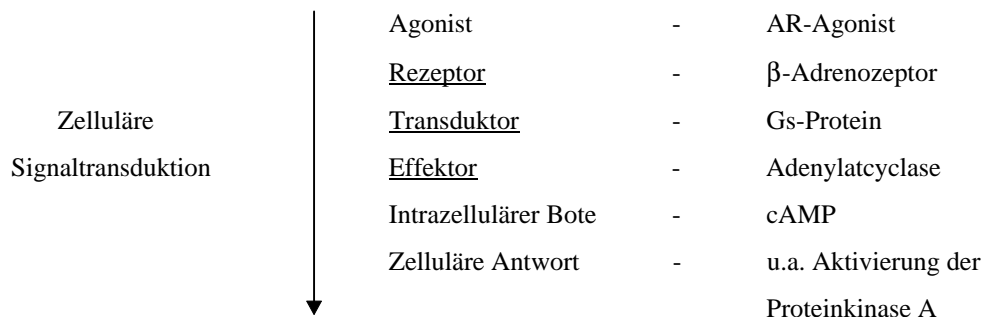 Agonist - AR-Agonist
Rezeptor - β-Adrenozeptor
Zelluläre Transduktor - Gs-Protein
Signaltransduktion Effektor - Adenylatcyclase
Intrazellulärer Bote - cAMP
Zelluläre Antwort - u.a. Aktivierung der
Proteinkinase A